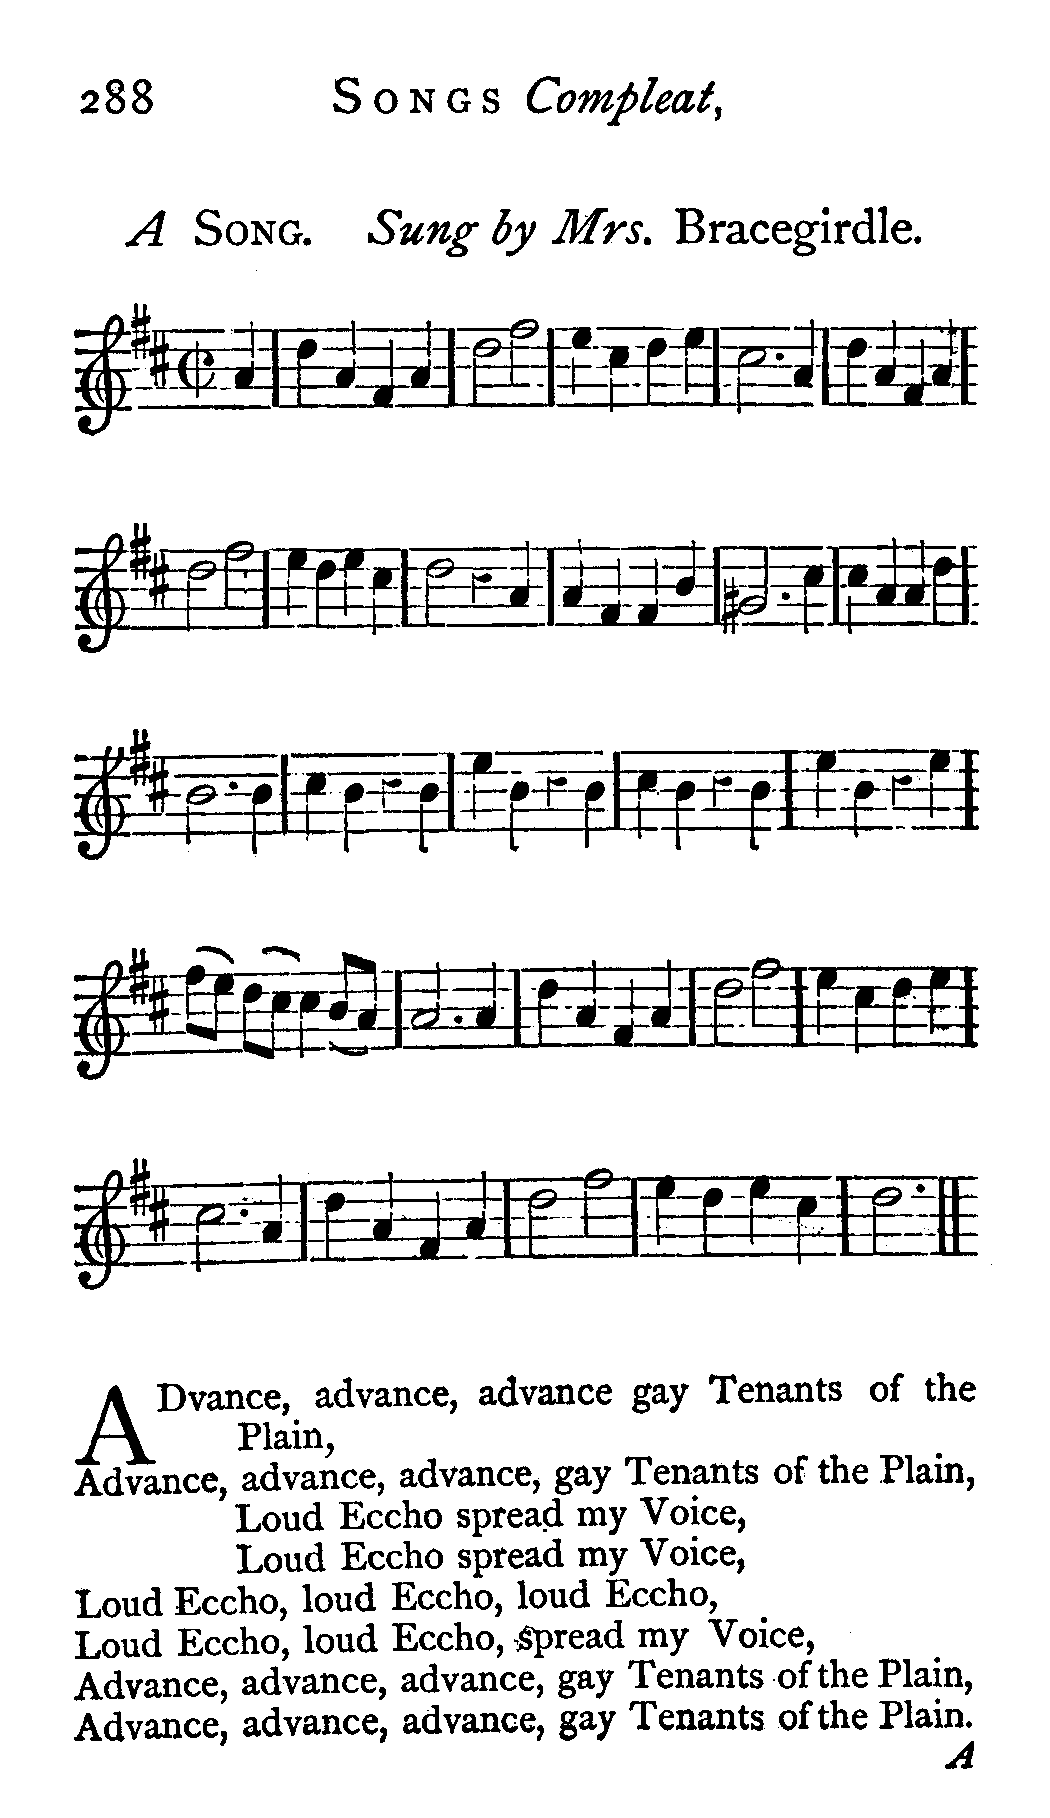 288 SONGS Compleat,
A SONG. Sung by Mrs. Bracegirdle.
ADvance, advance, advance gay Tenants of the
Plain,
Advance, advance, advance, gay Tenants of the Plain,
Loud Eccho spread my Voice,
Loud Eccho spread my Voice,
Loud Eccho, loud Eccho, loud Eccho,
Loud Eccho, loud Eccho, spread my Voice,
Advance, advance, advance, gay Tenants of the Plain,
Advance, advance, advance, gay Tenants of the Plain.
A